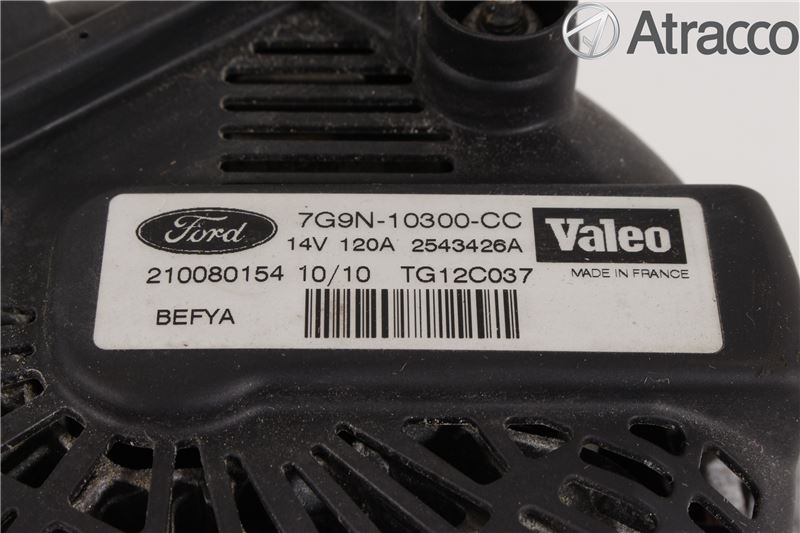 Atracco
Ford
7G9N-10300-CC
14V 120A 2543426A
Valeo
MADE IN FRANCE
210080154 10/10 TG12C037
BEFYA